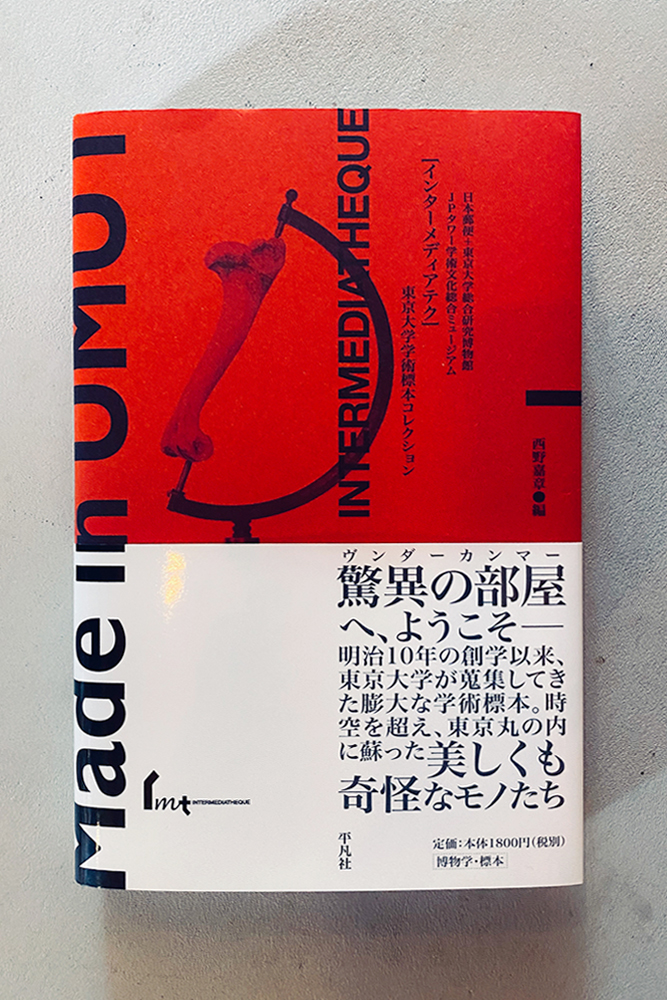 Made in UMUT
INTERMEDIATHEQUE
日本郵便+東京大学総合研究博物館
JPタワー学術文化総合ミュージアム
[インターメディアテク]
東京大学学術標本コレクション
西野嘉章●編
ヴンダーカンマー
驚異の部屋
へ、ようこそ—
明治10年の創学以来、
東京大学が蒐集してき
た膨大な学術標本。時
空を超え、東京丸の内
に蘇った美しくも
奇怪なモノたち
imt INTERMEDIATHEQUE
平凡社
定価:本体1800円(税別)
博物学・標本